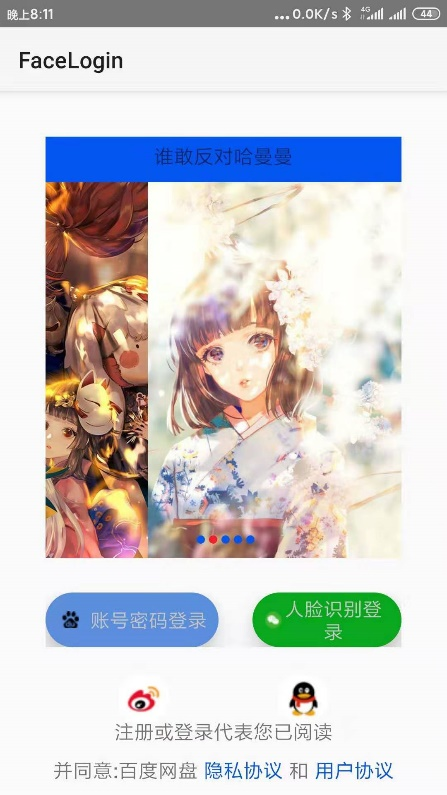 晚上8:11 ...0.0K/s 4G 44
FaceLogin
谁敢反对哈曼曼
账号密码登录
人脸识别登
录
注册或登录代表您已阅读
并同意:百度网盘 隐私协议 和 用户协议